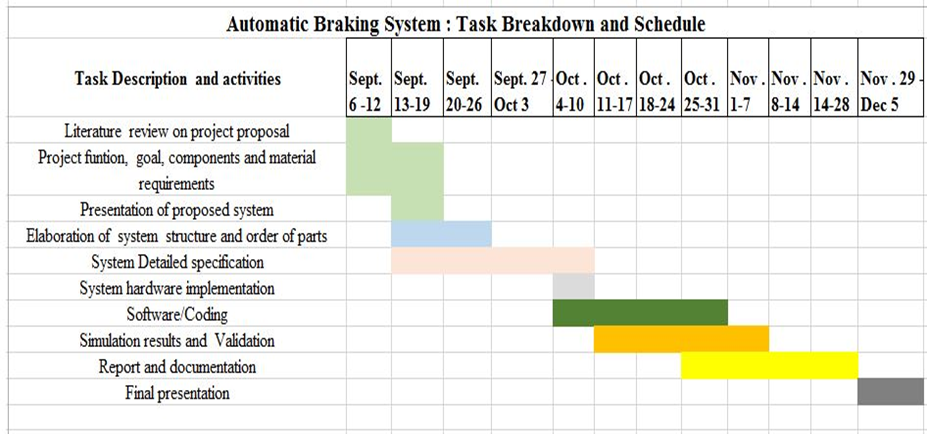 Automatic Braking System : Task Breakdown and Schedule
Task Description and activities
Sept. 6 -12
Sept. 13-19
Sept. 20-26
Sept. 27 - Oct 3
Oct . 4-10
Oct . 11-17
Oct . 18-24
Oct . 25-31
Nov . 1-7
Nov . 8-14
Nov . 14-28
Nov . 29 - Dec 5
Literature review on project proposal
Project funtion, goal, components and material
requirements
Presentation of proposed system
Elaboration of system structure and order of parts
System Detailed specification
System hardware implementation
Software/Coding
Simulation results and Validation
Report and documentation
Final presentation